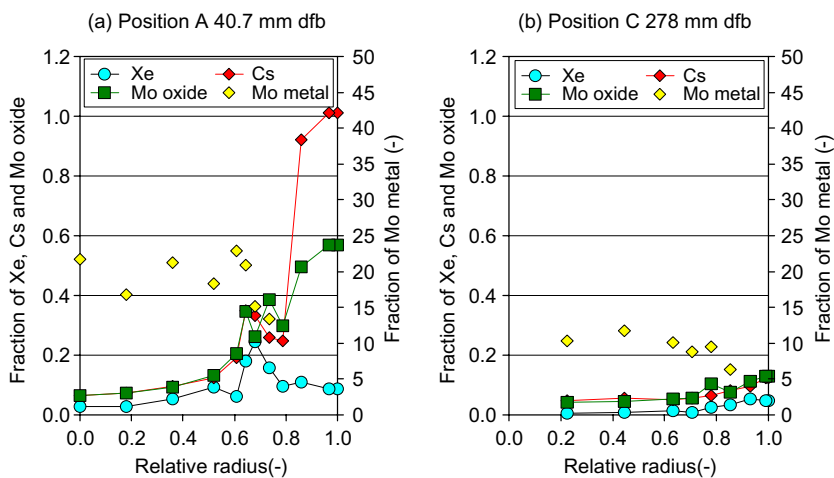 (a) Position A 40.7 mm dfb
(b) Position C 278 mm dfb
Fraction of Xe, Cs and Mo oxide
1.2
1.0
0.8
0.6
0.4
0.2
0.0
Xe
Cs
Mo oxide
Mo metal
50
45
40
35
30
25
20
15
10
5
0
Fraction of Mo metal (-)
0.0 0.2 0.4 0.6 0.8 1.0
Relative radius(-)
Fraction of Xe, Cs and Mo oxide
1.2
1.0
0.8
0.6
0.4
0.2
0.0
Xe
Cs
Mo oxide
Mo metal
50
45
40
35
30
25
20
15
10
5
0
Fraction of Mo metal (-)
0.0 0.2 0.4 0.6 0.8 1.0
Relative radius(-)